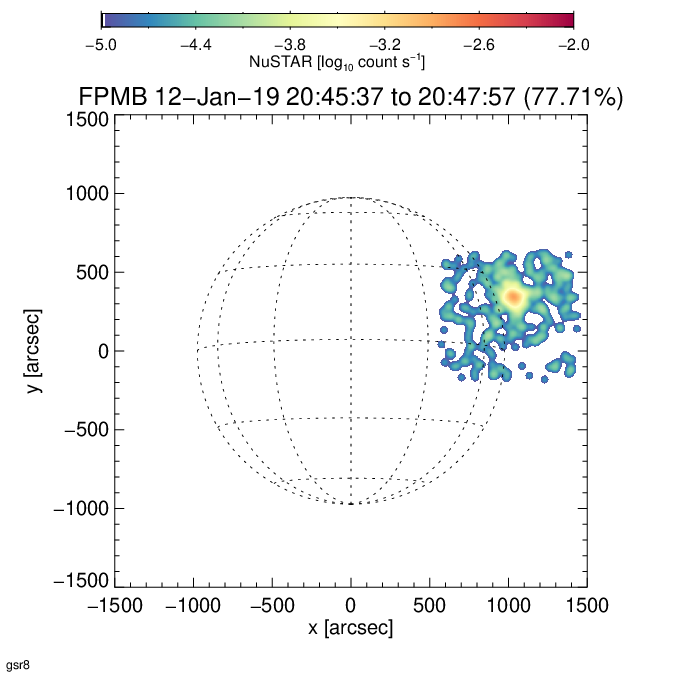 −5.0 −4.4 −3.8 −3.2 −2.6 −2.0
NuSTAR [log₁₀ count s⁻¹]
FPMB 12−Jan−19 20:45:37 to 20:47:57 (77.71%)
1500
1000
500
0
−500
−1000
−1500
y [arcsec]
−1500 −1000 −500 0 500 1000 1500
x [arcsec]
gsr8